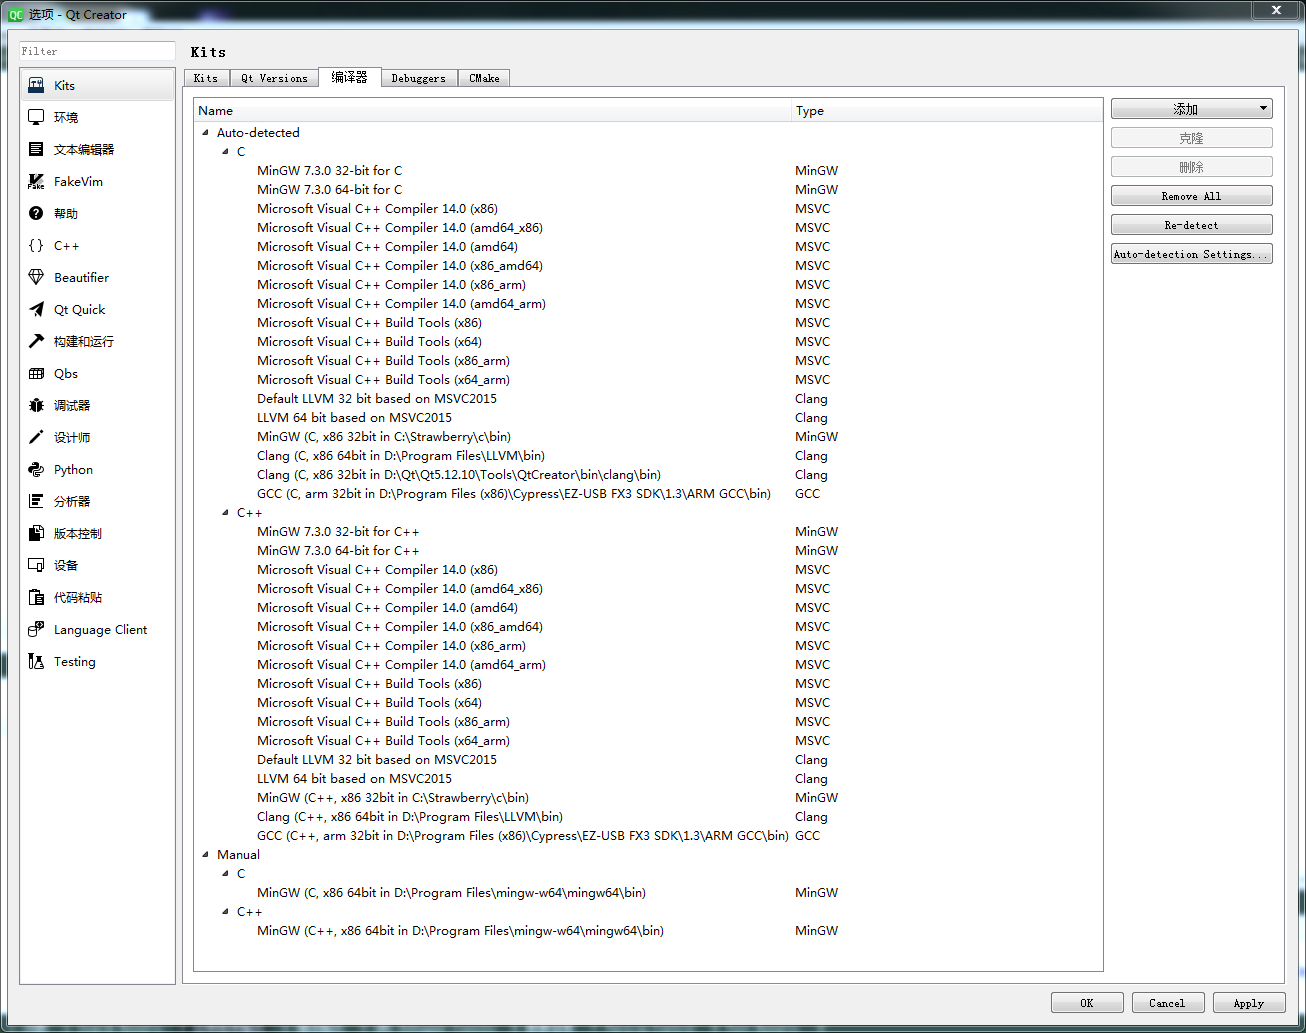 选项 - Qt Creator
Filter
Kits
环境
文本编辑器
FakeVim
帮助
C++
Beautifier
Qt Quick
构建和运行
Qbs
调试器
设计师
Python
分析器
版本控制
设备
代码粘贴
Language Client
Testing
Kits
Kits Qt Versions 编译器 Debuggers CMake
Name Type
Auto-detected
C
MinGW 7.3.0 32-bit for C MinGW
MinGW 7.3.0 64-bit for C MinGW
Microsoft Visual C++ Compiler 14.0 (x86) MSVC
Microsoft Visual C++ Compiler 14.0 (amd64_x86) MSVC
Microsoft Visual C++ Compiler 14.0 (amd64) MSVC
Microsoft Visual C++ Compiler 14.0 (x86_amd64) MSVC
Microsoft Visual C++ Compiler 14.0 (x86_arm) MSVC
Microsoft Visual C++ Compiler 14.0 (amd64_arm) MSVC
Microsoft Visual C++ Build Tools (x86) MSVC
Microsoft Visual C++ Build Tools (x64) MSVC
Microsoft Visual C++ Build Tools (x86_arm) MSVC
Microsoft Visual C++ Build Tools (x64_arm) MSVC
Default LLVM 32 bit based on MSVC2015 Clang
LLVM 64 bit based on MSVC2015 Clang
MinGW (C, x86 32bit in C:\Strawberry\c\bin) MinGW
Clang (C, x86 64bit in D:\Program Files\LLVM\bin) Clang
Clang (C, x86 32bit in D:\Qt\Qt5.12.10\Tools\QtCreator\bin\clang\bin) Clang
GCC (C, arm 32bit in D:\Program Files (x86)\Cypress\EZ-USB FX3 SDK\1.3\ARM GCC\bin) GCC
C++
MinGW 7.3.0 32-bit for C++ MinGW
MinGW 7.3.0 64-bit for C++ MinGW
Microsoft Visual C++ Compiler 14.0 (x86) MSVC
Microsoft Visual C++ Compiler 14.0 (amd64_x86) MSVC
Microsoft Visual C++ Compiler 14.0 (amd64) MSVC
Microsoft Visual C++ Compiler 14.0 (x86_amd64) MSVC
Microsoft Visual C++ Compiler 14.0 (x86_arm) MSVC
Microsoft Visual C++ Compiler 14.0 (amd64_arm) MSVC
Microsoft Visual C++ Build Tools (x86) MSVC
Microsoft Visual C++ Build Tools (x64) MSVC
Microsoft Visual C++ Build Tools (x86_arm) MSVC
Microsoft Visual C++ Build Tools (x64_arm) MSVC
Default LLVM 32 bit based on MSVC2015 Clang
LLVM 64 bit based on MSVC2015 Clang
MinGW (C++, x86 32bit in C:\Strawberry\c\bin) MinGW
Clang (C++, x86 64bit in D:\Program Files\LLVM\bin) Clang
GCC (C++, arm 32bit in D:\Program Files (x86)\Cypress\EZ-USB FX3 SDK\1.3\ARM GCC\bin) GCC
Manual
C
MinGW (C, x86 64bit in D:\Program Files\mingw-w64\mingw64\bin) MinGW
C++
MinGW (C++, x86 64bit in D:\Program Files\mingw-w64\mingw64\bin) MinGW
添加
克隆
删除
Remove All
Re-detect
Auto-detection Settings...
OK Cancel Apply